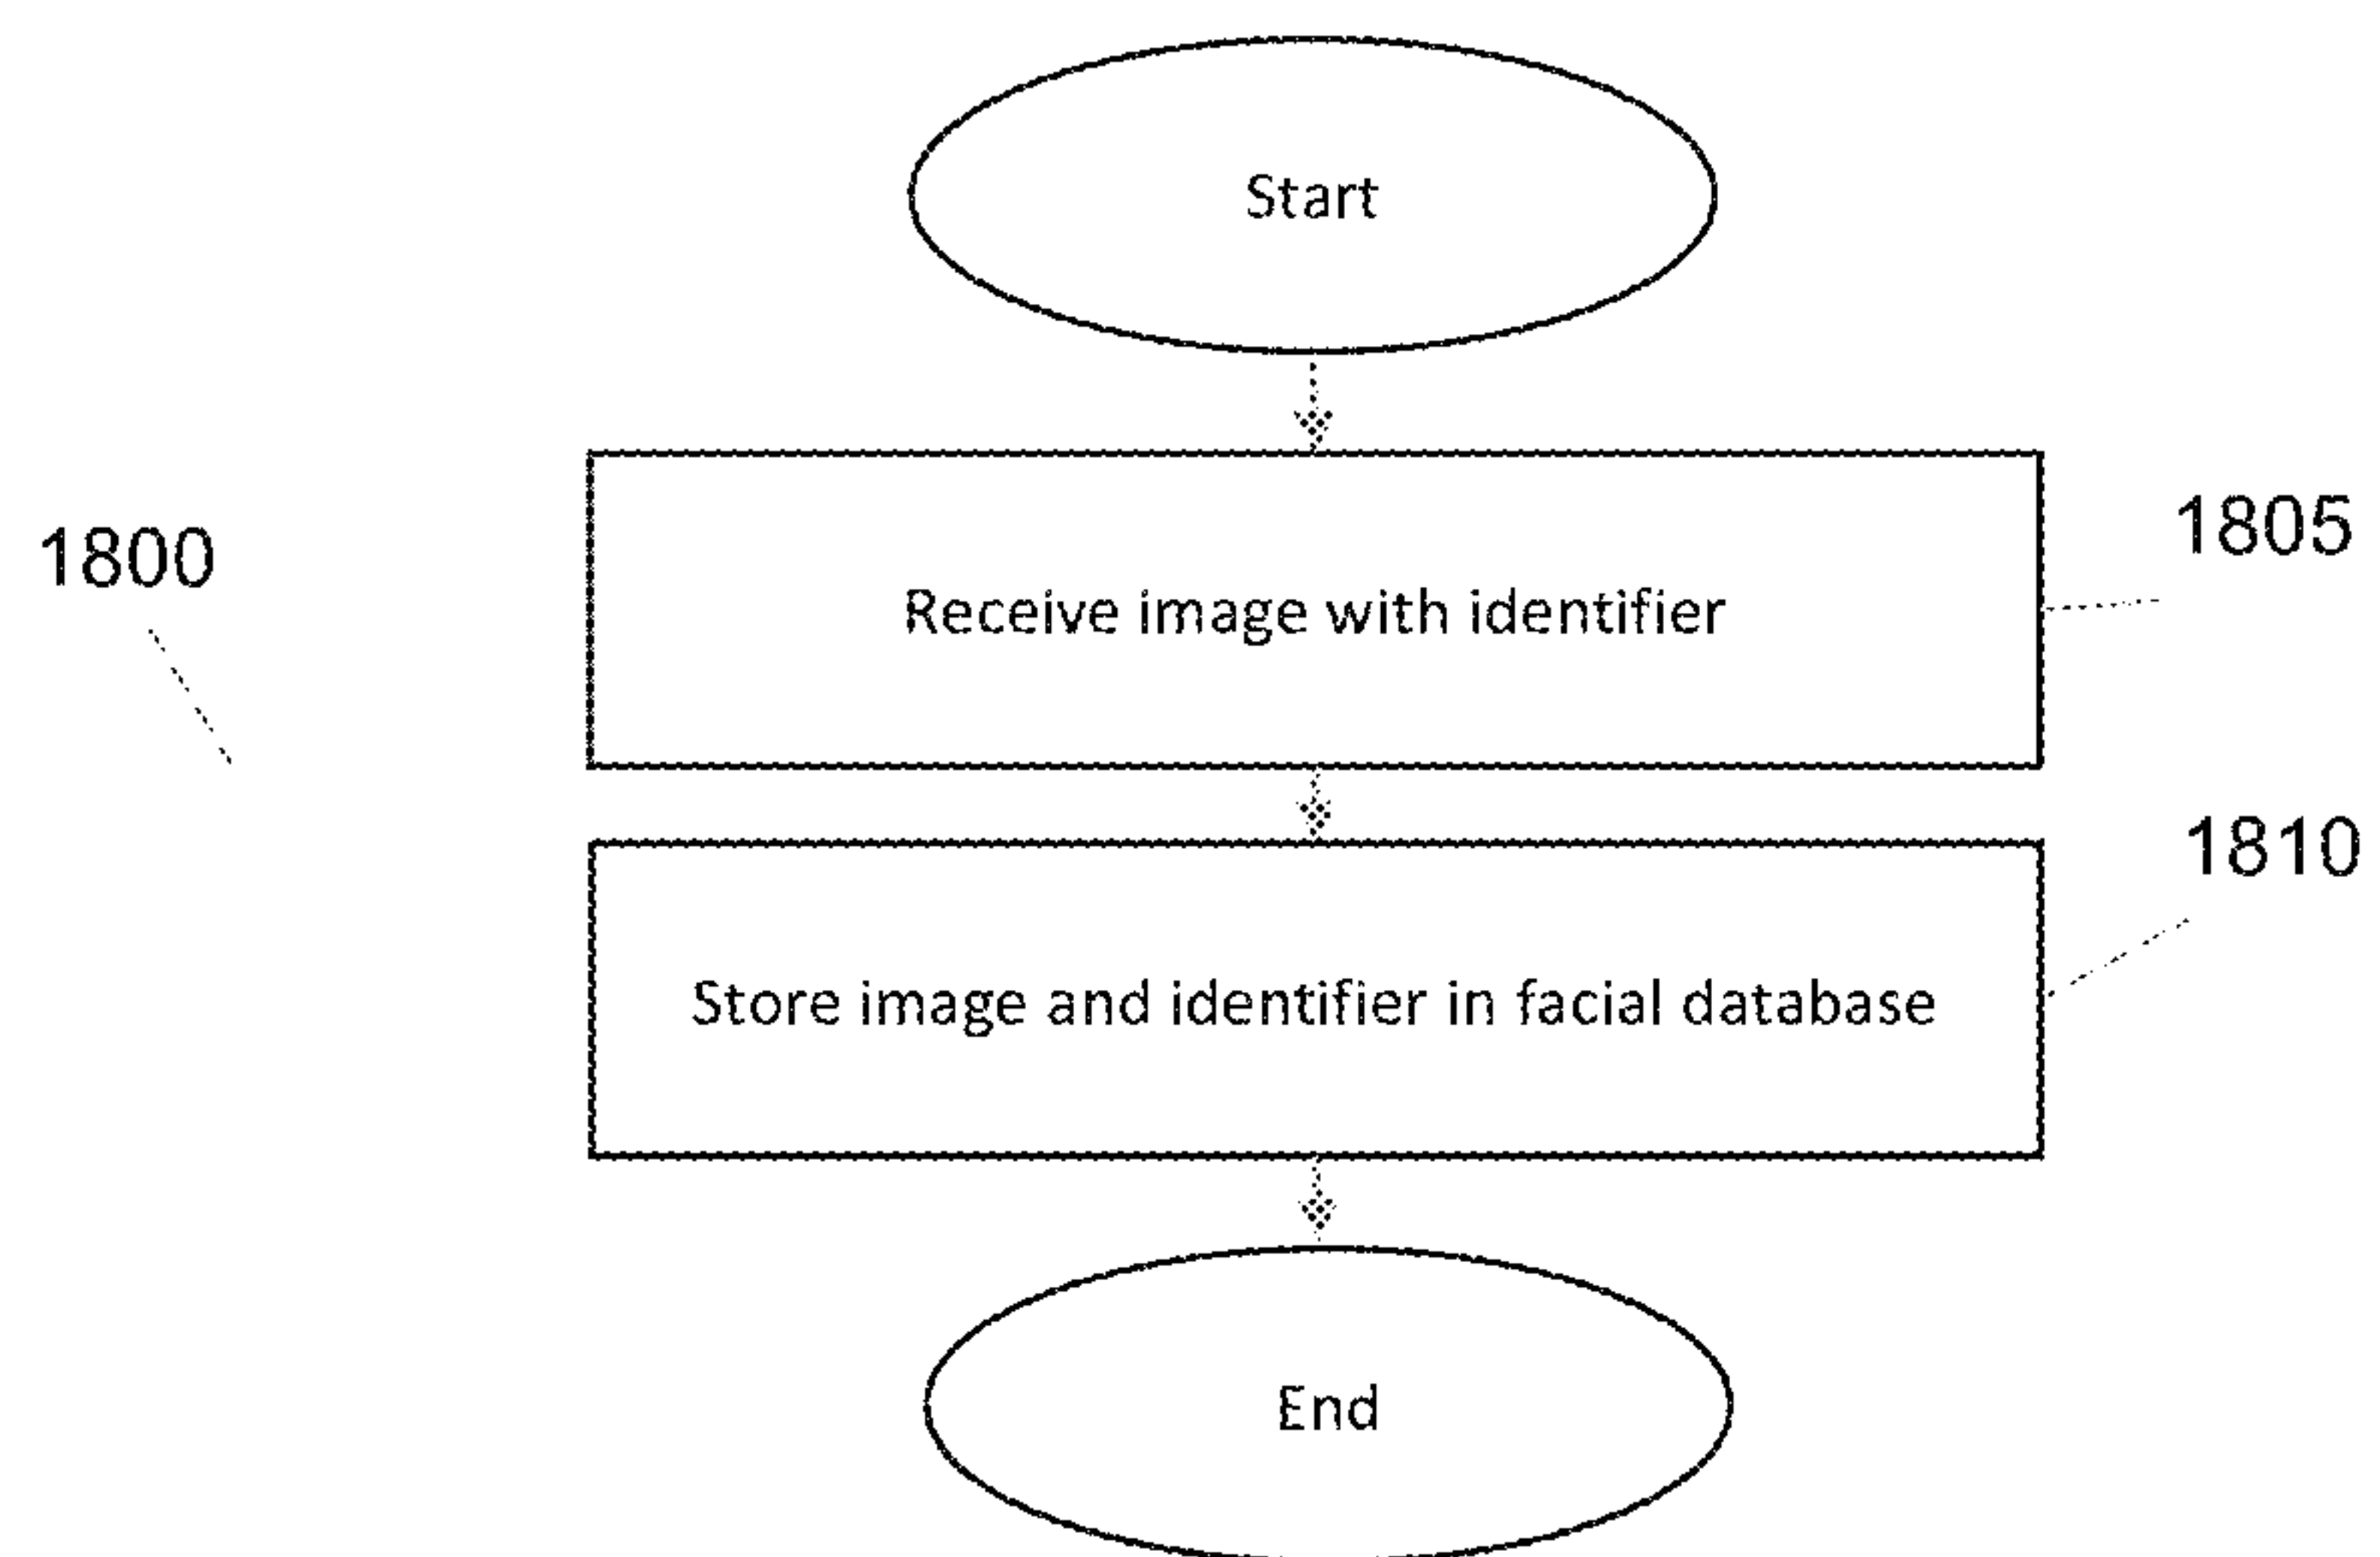 Start
1800
Receive image with identifier
1805
Store image and identifier in facial database
1810
End